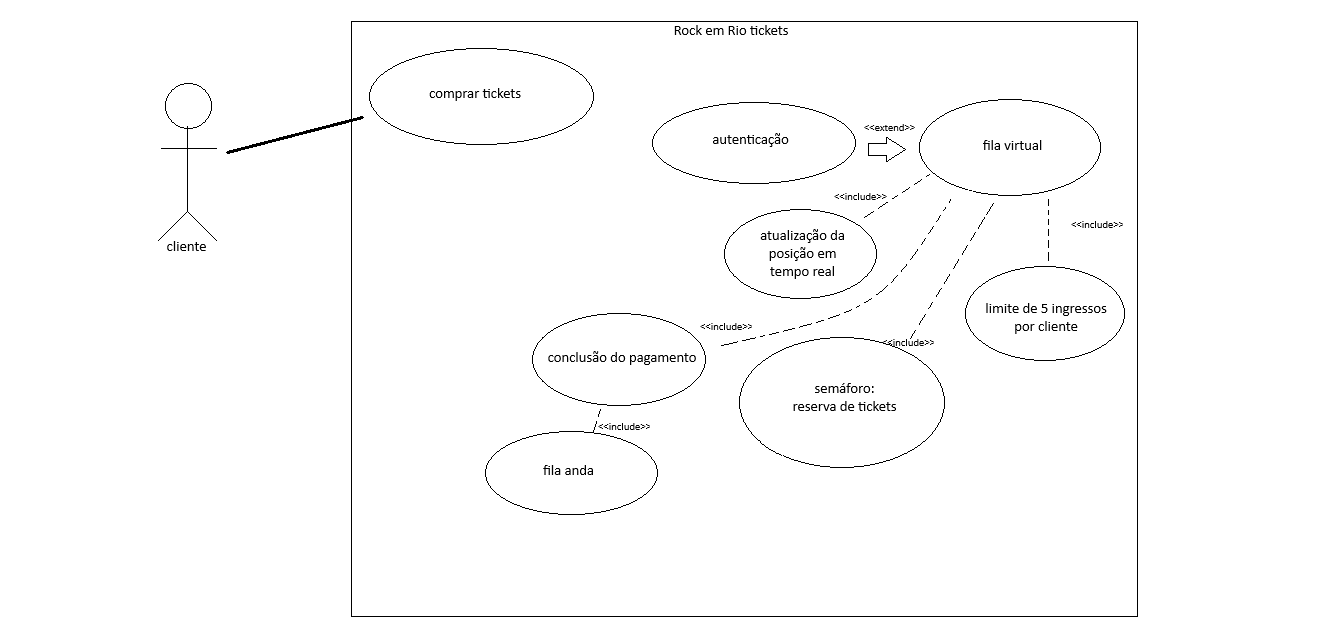 Rock em Rio tickets
comprar tickets
cliente
autenticação
<<extend>>
fila virtual
<<include>>
atualização da
posição em
tempo real
<<include>>
limite de 5 ingressos
por cliente
<<include>>
conclusão do pagamento
<<include>>
semáforo:
reserva de tickets
<<include>>
fila anda